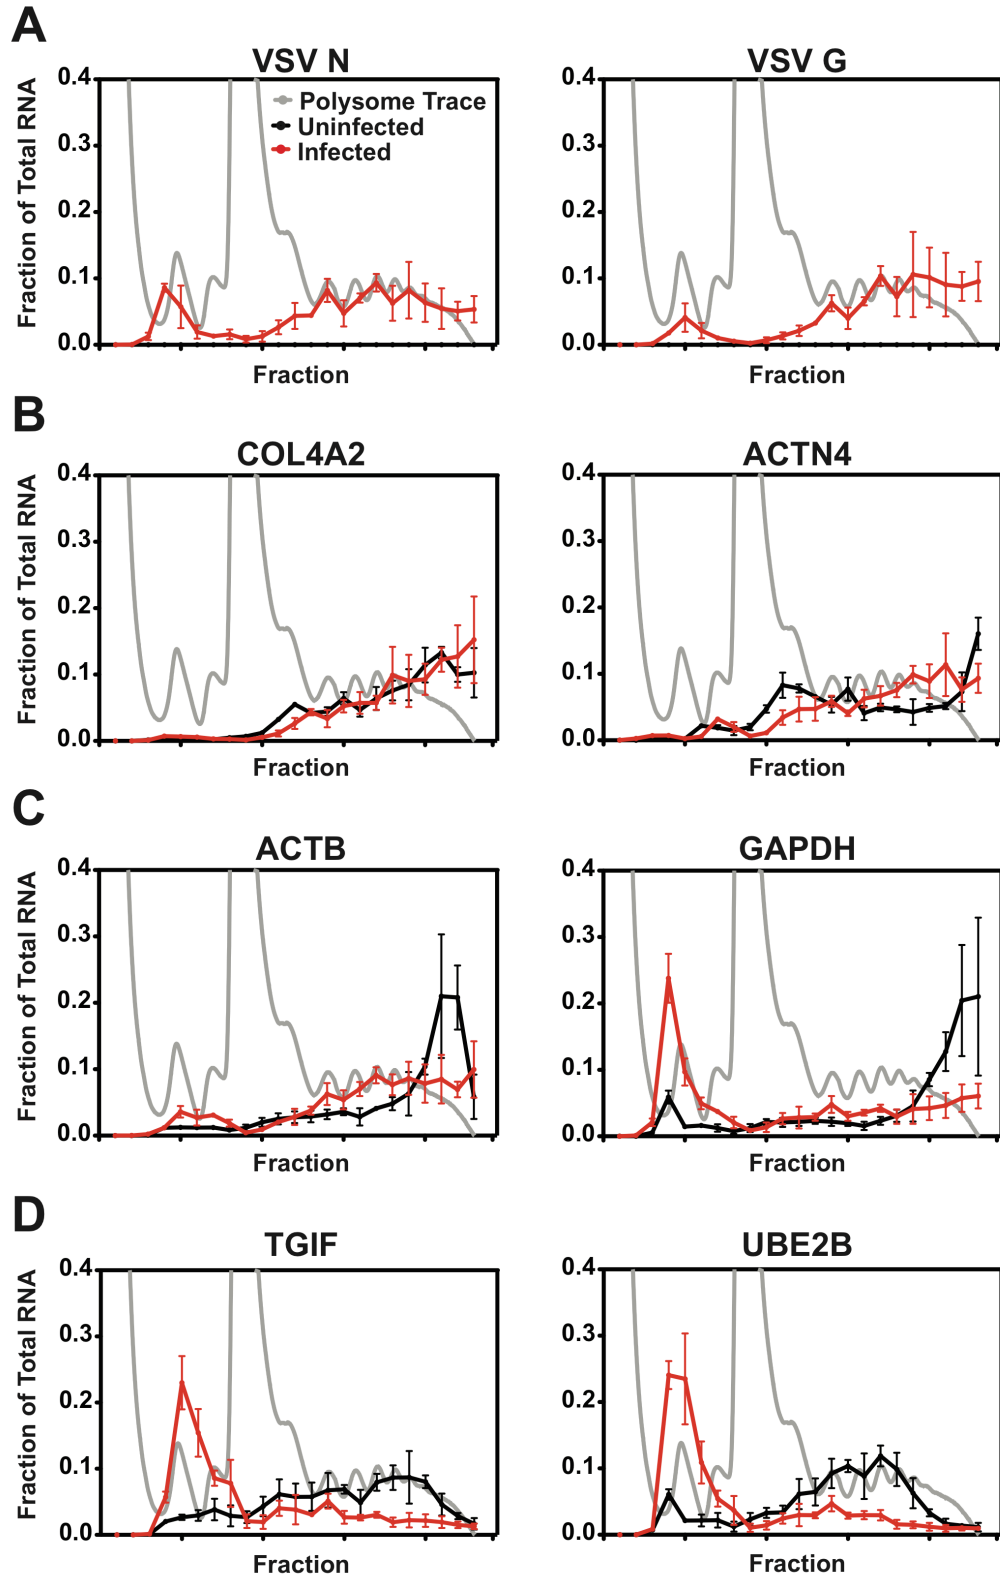 A
VSV N
VSV G
Fraction of Total RNA
0.4
0.3
0.2
0.1
0.0
Polysome Trace
Uninfected
Infected
Fraction
0.4
0.3
0.2
0.1
0.0
Fraction
B
COL4A2
ACTN4
Fraction of Total RNA
0.4
0.3
0.2
0.1
0.0
Fraction
0.4
0.3
0.2
0.1
0.0
Fraction
C
ACTB
GAPDH
Fraction of Total RNA
0.4
0.3
0.2
0.1
0.0
Fraction
0.4
0.3
0.2
0.1
0.0
Fraction
D
TGIF
UBE2B
Fraction of Total RNA
0.4
0.3
0.2
0.1
0.0
Fraction
0.4
0.3
0.2
0.1
0.0
Fraction